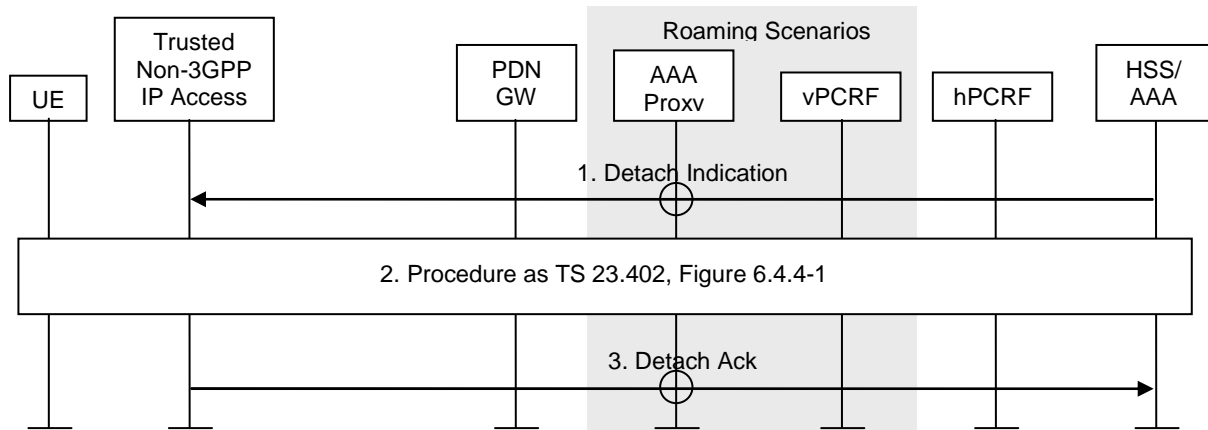 Roaming Scenarios
UE
Trusted
Non-3GPP
IP Access
PDN
GW
AAA
Proxv
vPCRF
hPCRF
HSS/
AAA
1. Detach Indication
2. Procedure as TS 23.402, Figure 6.4.4-1
3. Detach Ack